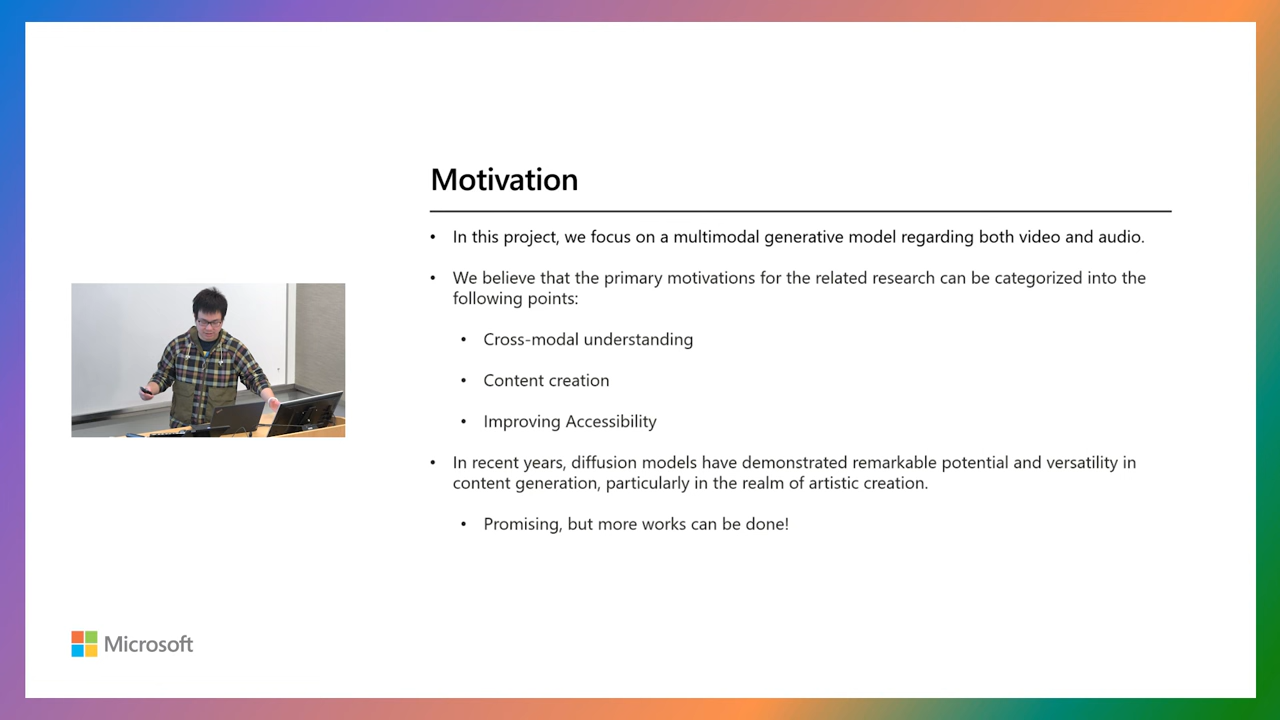 Motivation
• In this project, we focus on a multimodal generative model regarding both video and audio.
• We believe that the primary motivations for the related research can be categorized into the
following points:
• Cross-modal understanding
• Content creation
• Improving Accessibility
• In recent years, diffusion models have demonstrated remarkable potential and versatility in
content generation, particularly in the realm of artistic creation.
• Promising, but more works can be done!
Microsoft